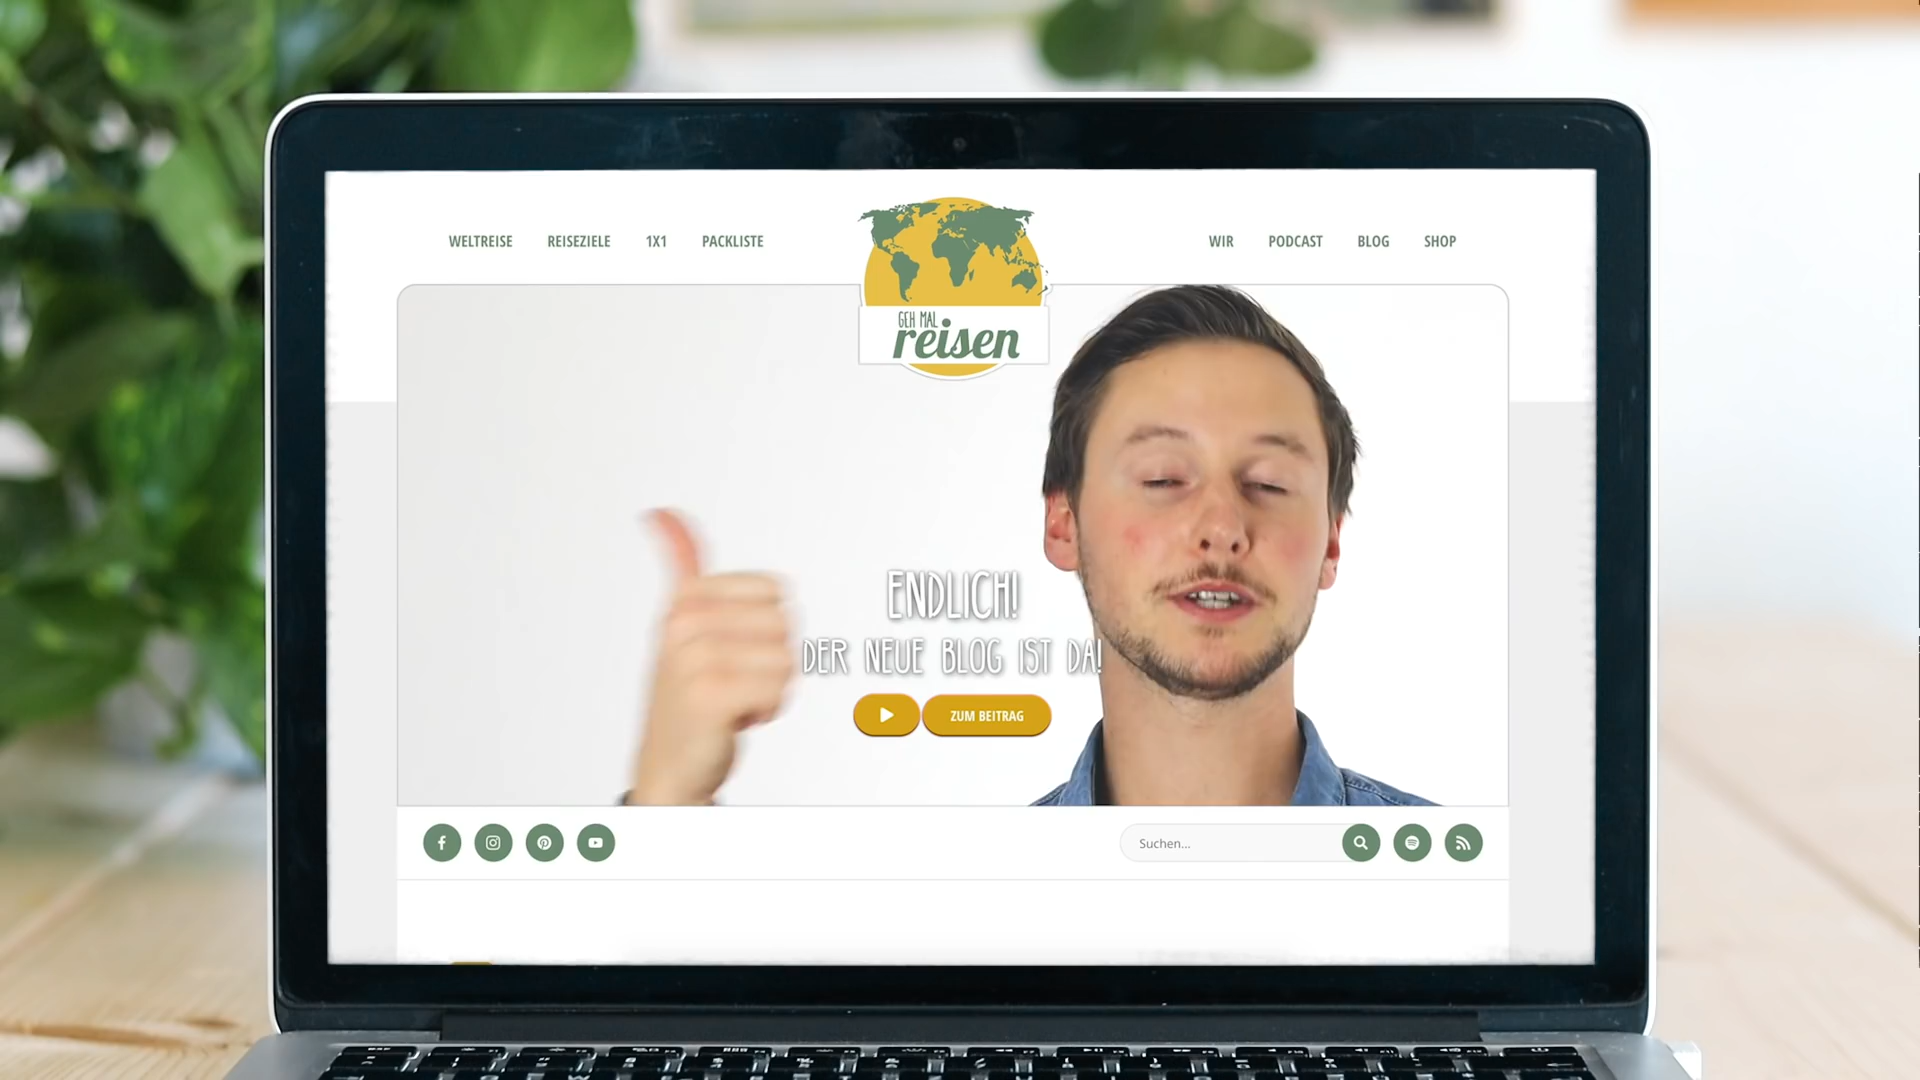 WELTREISE REISEZIELE 1X1 PACKLISTE
WIR PODCAST BLOG SHOP
GEH MAL
reisen
ENDLICH!
DER NEUE BLOG IST DA!
ZUM BEITRAG
Suchen...